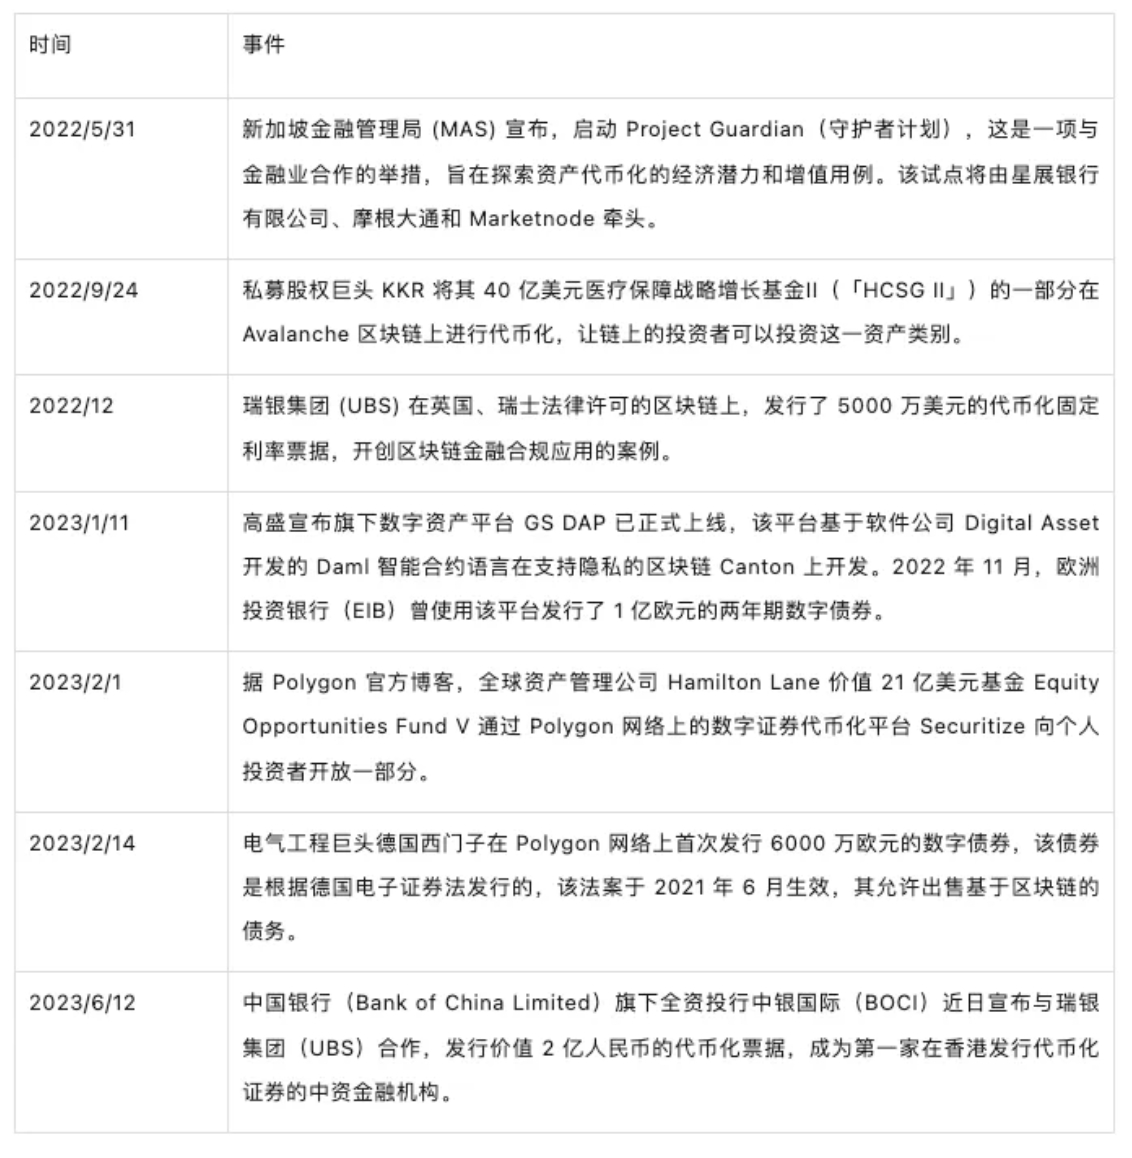 时间
事件
2022/5/31
新加坡金融管理局 (MAS) 宣布，启动 Project Guardian（守护者计划），这是一项与
金融业合作的举措，旨在探索资产代币化的经济潜力和增值用例。该试点将由星展银行
有限公司、摩根大通和 Marketnode 牵头。
2022/9/24
私募股权巨头 KKR 将其 40 亿美元医疗保障战略增长基金II（「HCSG II」）的一部分在
Avalanche 区块链上进行代币化，让链上的投资者可以投资这一资产类别。
2022/12
瑞银集团 (UBS) 在英国、瑞士法律许可的区块链上，发行了 5000 万美元的代币化固定
利率票据，开创区块链金融合规应用的案例。
2023/1/11
高盛宣布旗下数字资产平台 GS DAP 已正式上线，该平台基于软件公司 Digital Asset
开发的 Daml 智能合约语言在支持隐私的区块链 Canton 上开发。2022 年 11 月，欧洲
投资银行（EIB）曾使用该平台发行了 1 亿欧元的两年期数字债券。
2023/2/1
据 Polygon 官方博客，全球资产管理公司 Hamilton Lane 价值 21 亿美元基金 Equity
Opportunities Fund V 通过 Polygon 网络上的数字证券代币化平台 Securitize 向个人
投资者开放一部分。
2023/2/14
电气工程巨头德国西门子在 Polygon 网络上首次发行 6000 万欧元的数字债券，该债券
是根据德国电子证券法发行的，该法案于 2021 年 6 月生效，其允许出售基于区块链的
债务。
2023/6/12
中国银行（Bank of China Limited）旗下全资投行中银国际（BOCI）近日宣布与瑞银
集团（UBS）合作，发行价值 2 亿人民币的代币化票据，成为第一家在香港发行代币化
证券的中资金融机构。